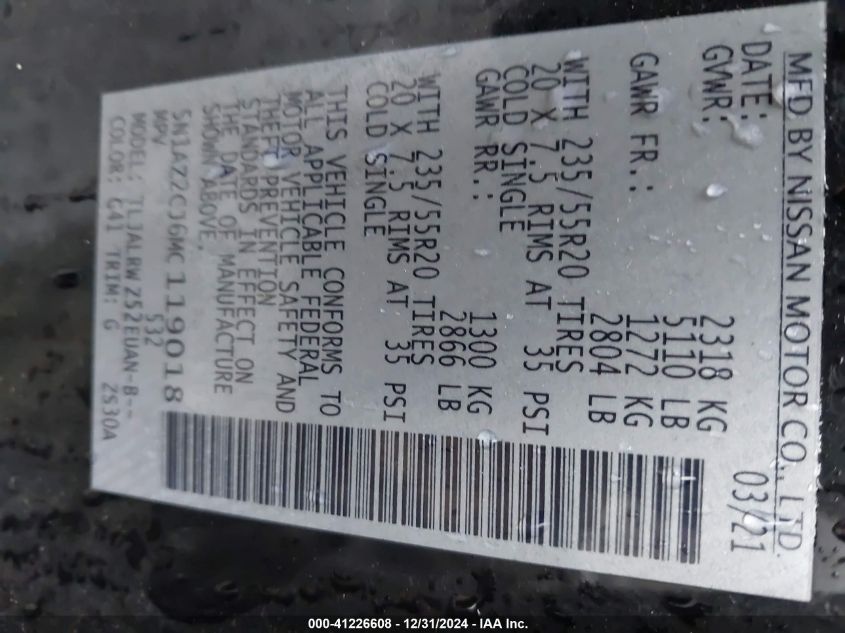 MFD BY NISSAN MOTOR CO., LTD
DATE: 03/21
GVWR: 2318 KG
5110 LB
GAWR FR.: 1272 KG
2804 LB
WITH 235/55R20 TIRES
20 X 7.5 RIMS AT 35 PSI
COLD SINGLE
GAWR RR.: 1300 KG
2866 LB
WITH 235/55R20 TIRES
20 X 7.5 RIMS AT 35 PSI
COLD SINGLE
THIS VEHICLE CONFORMS TO
ALL APPLICABLE FEDERAL
MOTOR VEHICLE SAFETY AND
THEFT PREVENTION
STANDARDS IN EFFECT ON
THE DATE OF MANUFACTURE
SHOWN ABOVE.
5N1AZ2CJ6MC119018
MPV 532
MODEL: TLJALRWZ52EUAN-B--
COLOR: G41 TRIM: G 2S30A
000-41226608 - 12/31/2024 - IAA Inc.